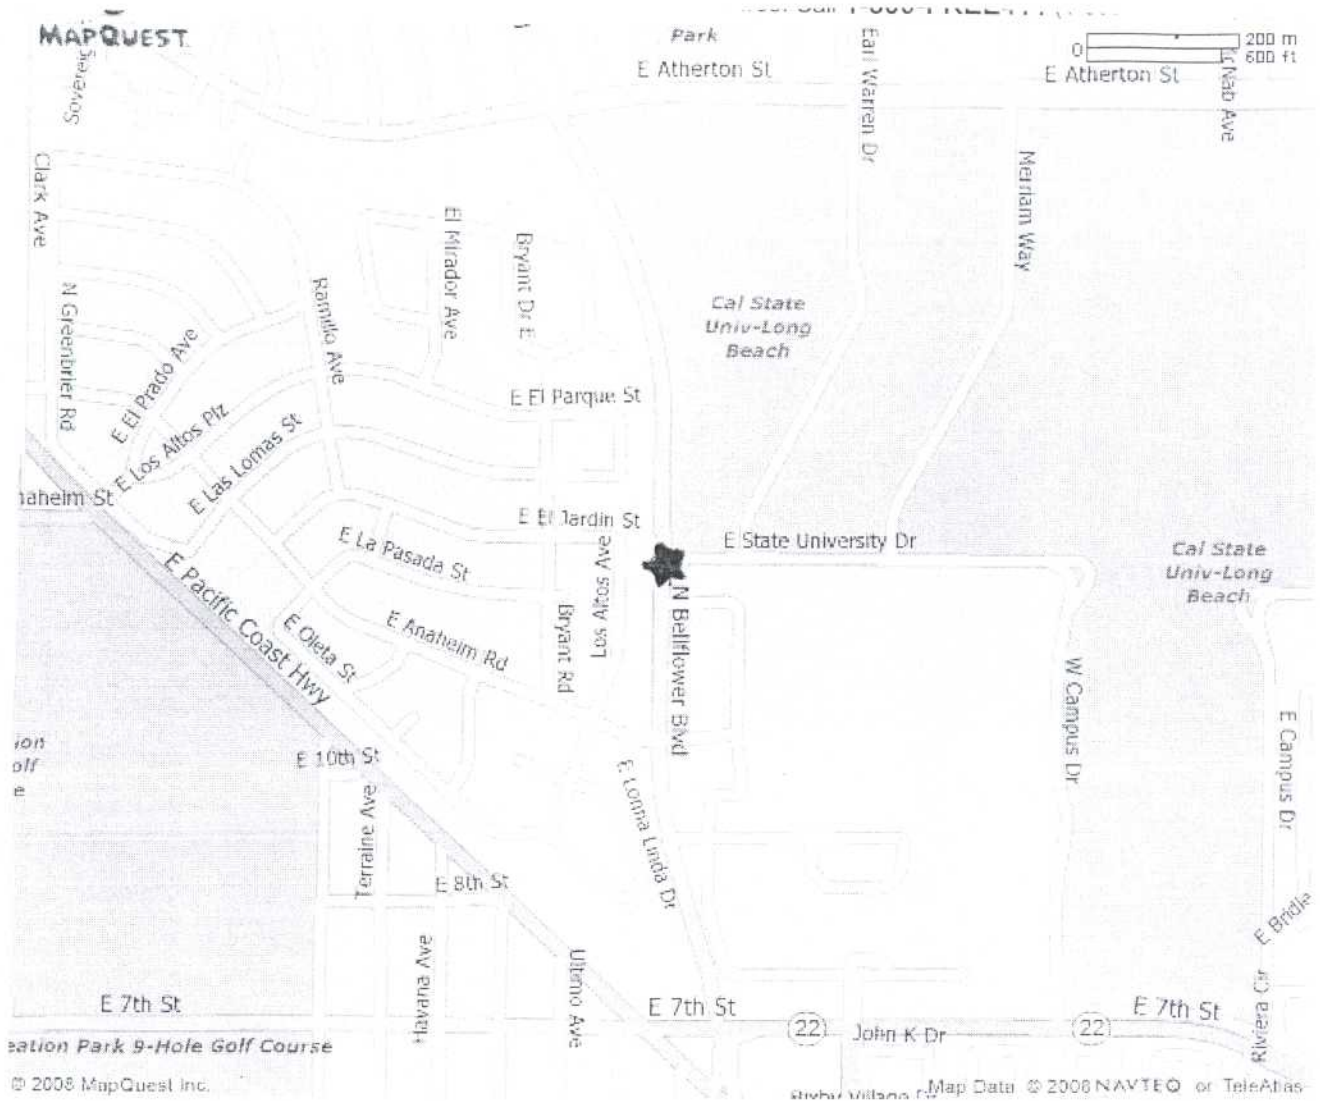 MAPQUEST
Park
E Atherton St
Earl Warren Dr
0
200 m
600 ft
E Atherton St
Clark Ave
Merriam Way
El Mirador Ave
Bryant Dr E
N Greenbrier Rd
Ramillo Ave
Cal State
Univ-Long
Beach
E El Prado Ave
E El Parque St
E Los Altos Plz
E Las Lomas St
naheim St
E El Jardin St
E La Pasada St
E State University Dr
Cal State
Univ-Long
Beach
E Pacific Coast Hwy
Los Altos Ave
N Bellflower Blvd
E Oleta St
E Anaheim Rd
Bryant Rd
W Campus Dr
E Campus Dr
E 10th St
E Loma Linda Dr
Terraine Ave
E 8th St
E Bridle
Havana Ave
Ultimo Ave
Riviera Cir
E 7th St
E 7th St
E 7th St
22
John K Dr
22
eation Park 9-Hole Golf Course
© 2008 MapQuest Inc.
Map Data © 2008 NAVTEQ or TeleAtlas